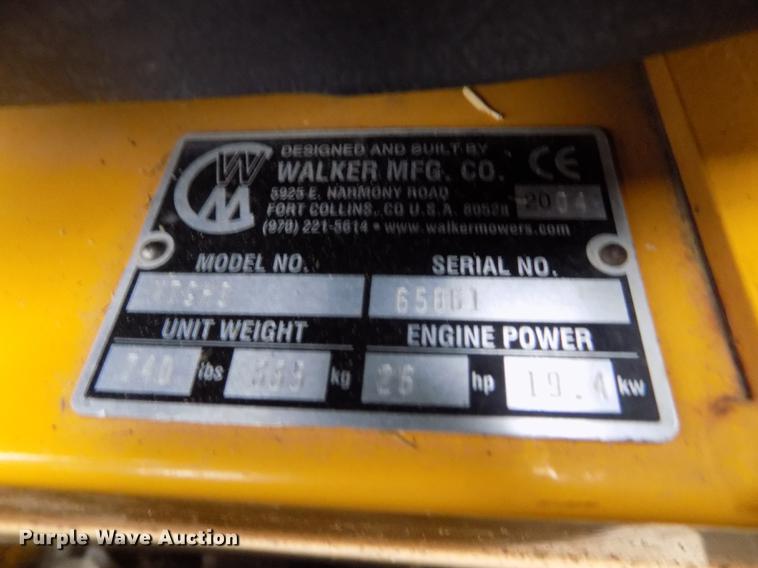 W
M
DESIGNED AND BUILT BY
WALKER MFG. CO.
CE
5925 E. HARMONY ROAD
FORT COLLINS, CO U.S.A. 80528
2004
(970) 221-5614 • www.walkermowers.com
MODEL NO.
SERIAL NO.
UNIT WEIGHT
ENGINE POWER
740 lbs
kg
26 hp
19.4 kw
Purple Wave Auction